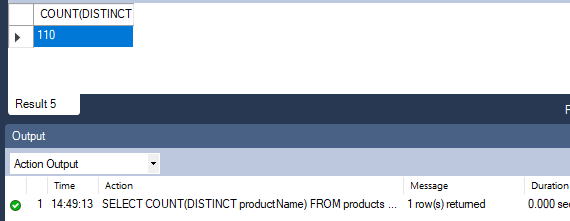 COUNT(DISTINCT
110
Result 5
Output
Action Output
Time Action Message Duration
1 14:49:13 SELECT COUNT(DISTINCT productName) FROM products ... 1 row(s) returned 0.000 sec